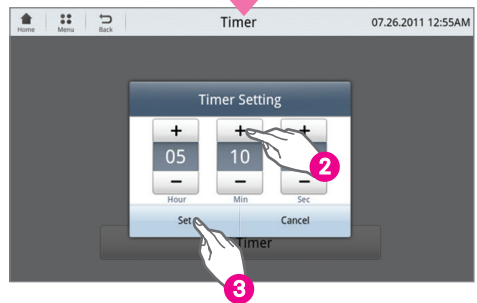 Home Menu Back Timer 07.26.2011 12:55AM
Timer Setting
+ + +
05 10
− − −
Hour Min Sec
Set Cancel
Timer
2
3